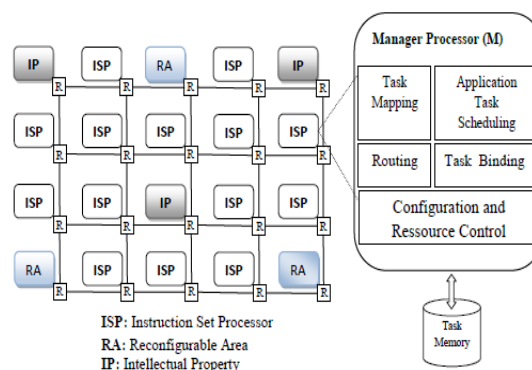 IP ISP RA ISP IP
R R R R R
ISP ISP ISP ISP ISP
R R R R R
ISP ISP IP ISP ISP
R R R R R
RA ISP ISP ISP RA
R R R R R
ISP: Instruction Set Processor
RA: Reconfigurable Area
IP: Intellectual Property
Manager Processor (M)
Task
Mapping
Application
Task
Scheduling
Routing
Task Binding
Configuration and
Ressource Control
Task
Memory